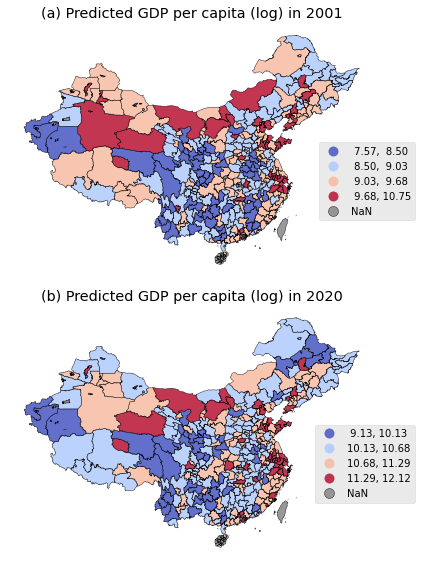 (a) Predicted GDP per capita (log) in 2001
7.57, 8.50
8.50, 9.03
9.03, 9.68
9.68, 10.75
NaN
(b) Predicted GDP per capita (log) in 2020
9.13, 10.13
10.13, 10.68
10.68, 11.29
11.29, 12.12
NaN